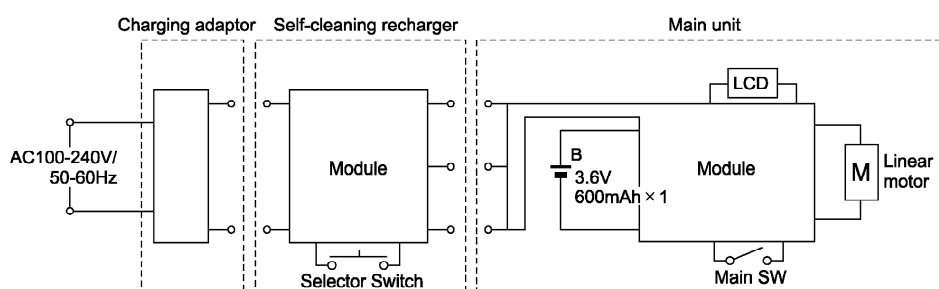 Charging adaptor
Self-cleaning recharger
Main unit
LCD
AC100-240V/
50-60Hz
Module
B
3.6V
600mAh × 1
Module
M
Linear
motor
Selector Switch
Main SW